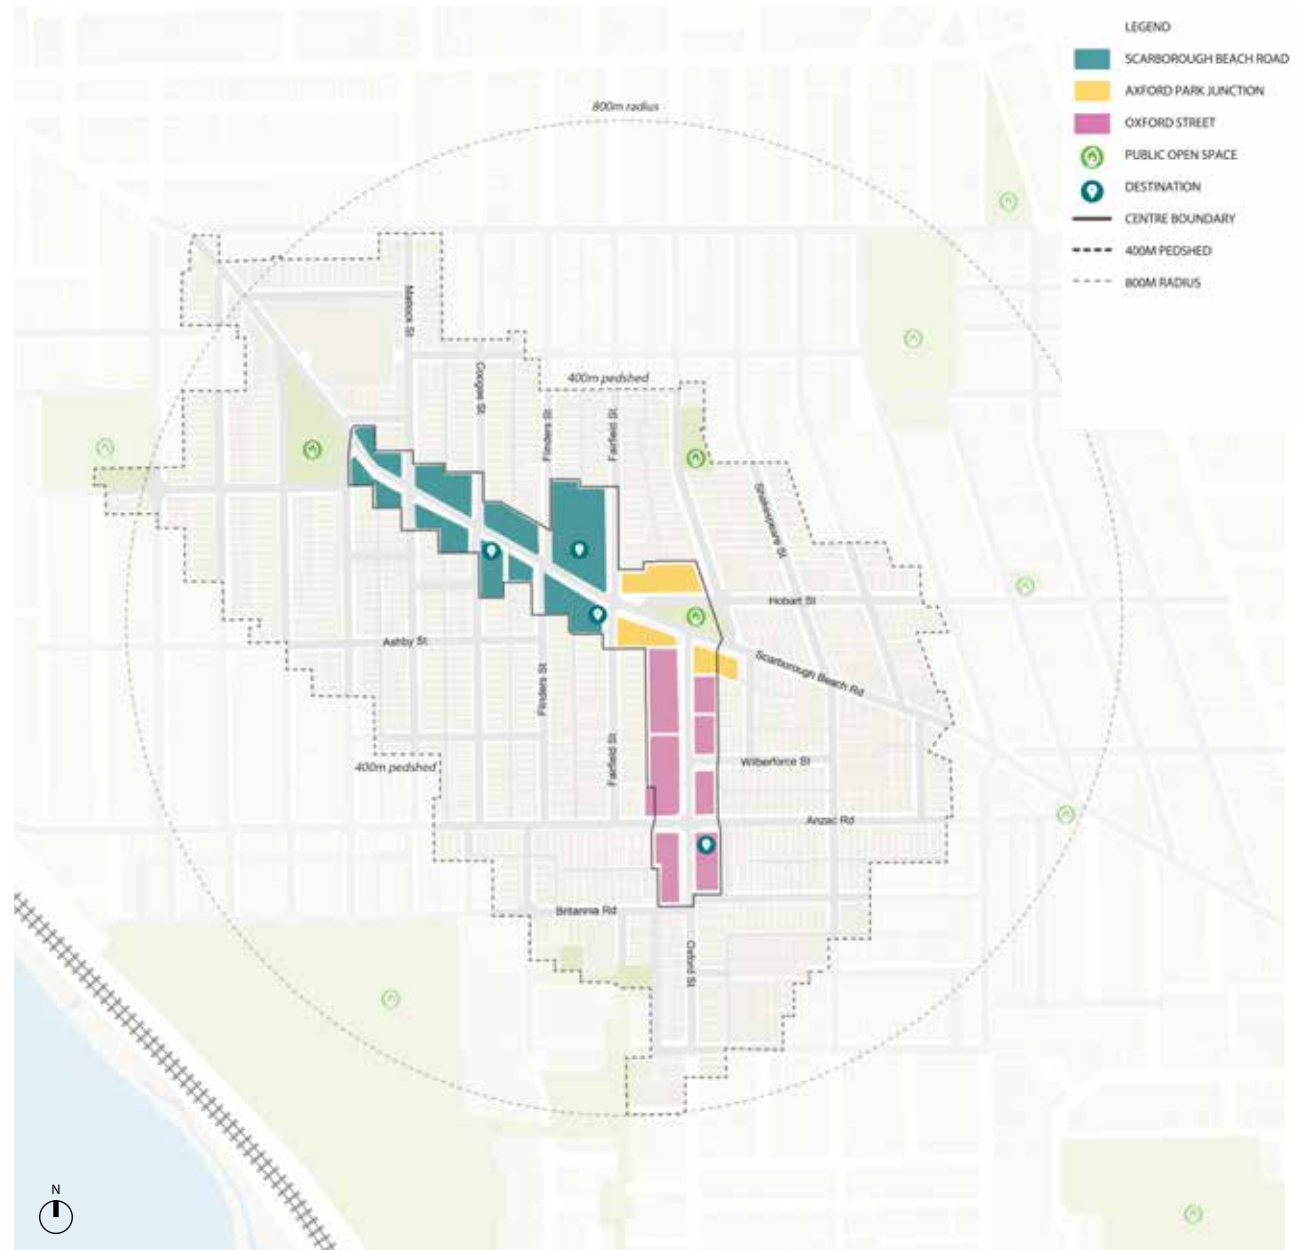 LEGEND
SCARBOROUGH BEACH ROAD
AXFORD PARK JUNCTION
OXFORD STREET
PUBLIC OPEN SPACE
DESTINATION
CENTRE BOUNDARY
400M PEDSHED
800M RADIUS
800m radius
Matlock St
Coogee St
400m pedshed
Flinders St
Fairfield St
Shakespeare St
Hobart St
Ashby St
Scarborough Beach Rd
Flinders St
Fairfield St
400m pedshed
Wilberforce St
Anzac Rd
Britannia Rd
Oxford St
N